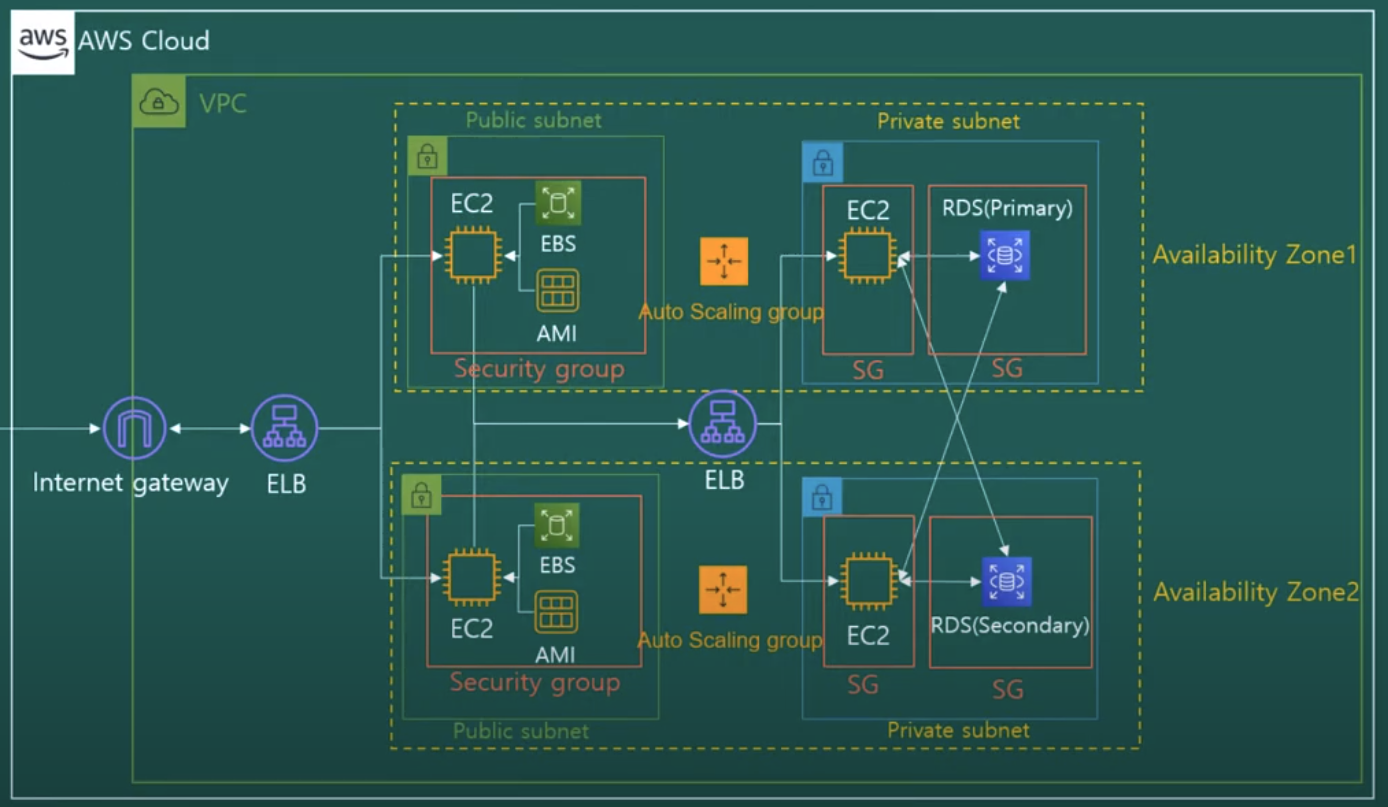 aws AWS Cloud
VPC
Public subnet
Private subnet
EC2
EBS
AMI
Security group
Auto Scaling group
EC2
RDS(Primary)
SG
SG
Availability Zone1
Internet gateway
ELB
ELB
EC2
EBS
AMI
Security group
Public subnet
Auto Scaling group
EC2
RDS(Secondary)
SG
SG
Private subnet
Availability Zone2